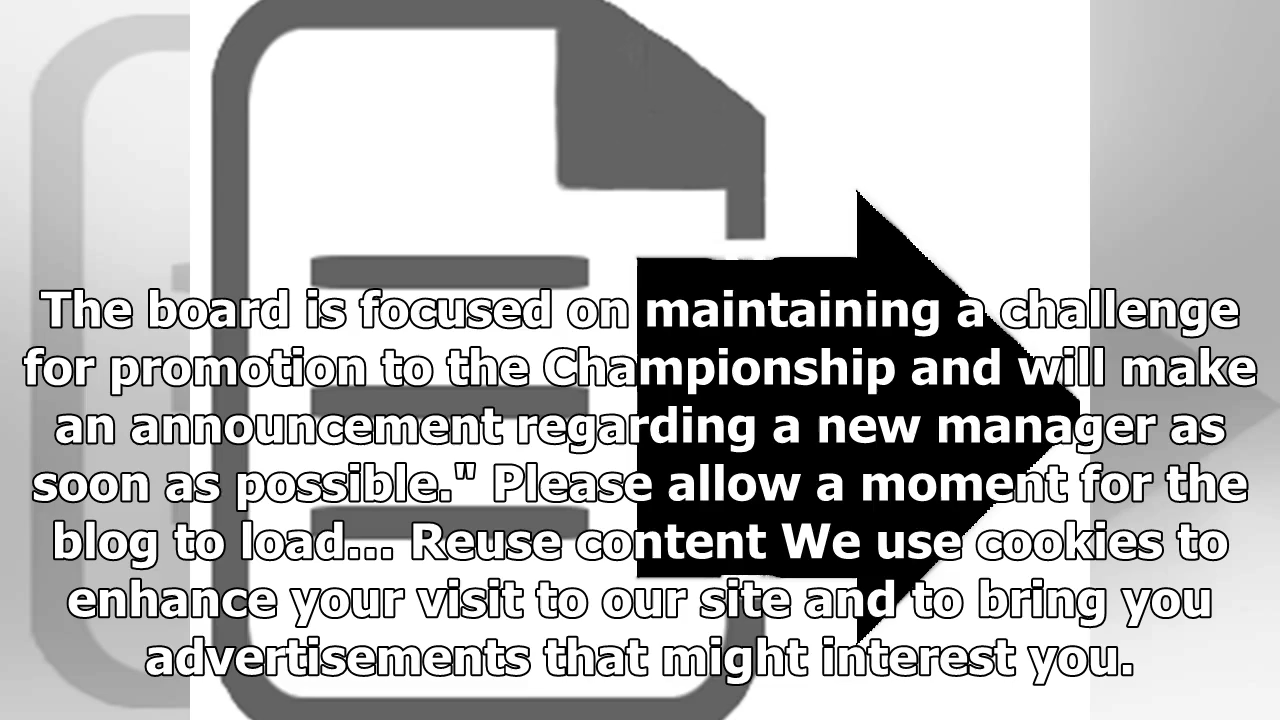 The board is focused on maintaining a challenge
for promotion to the Championship and will make
an announcement regarding a new manager as
soon as possible." Please allow a moment for the
blog to load... Reuse content We use cookies to
enhance your visit to our site and to bring you
advertisements that might interest you.